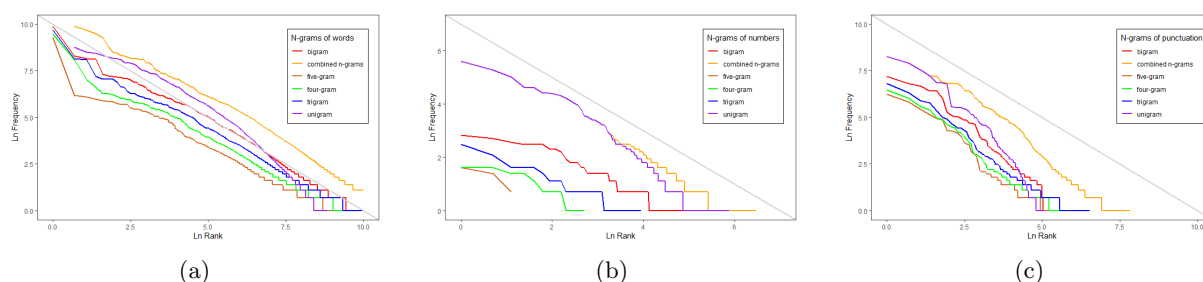 N-grams of words
bigram
combined n-grams
five-gram
four-gram
trigram
unigram
Ln Frequency
10.0
7.5
5.0
2.5
0.0
0.0
2.5
5.0
7.5
10.0
Ln Rank
(a)
N-grams of numbers
bigram
combined n-grams
five-gram
four-gram
trigram
unigram
Ln Frequency
6
4
2
0
0
2
4
6
Ln Rank
(b)
N-grams of punctuation
bigram
combined n-grams
five-gram
four-gram
trigram
unigram
Ln Frequency
10.0
7.5
5.0
2.5
0.0
0.0
2.5
5.0
7.5
10.0
Ln Rank
(c)